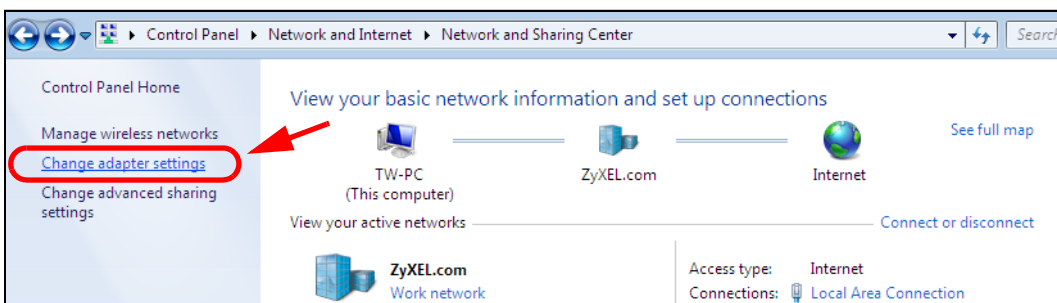 Control Panel ▸ Network and Internet ▸ Network and Sharing Center
Search
Control Panel Home
Manage wireless networks
Change adapter settings
Change advanced sharing
settings
View your basic network information and set up connections
See full map
TW-PC
(This computer)
ZyXEL.com
Internet
View your active networks
Connect or disconnect
ZyXEL.com
Work network
Access type: Internet
Connections: Local Area Connection